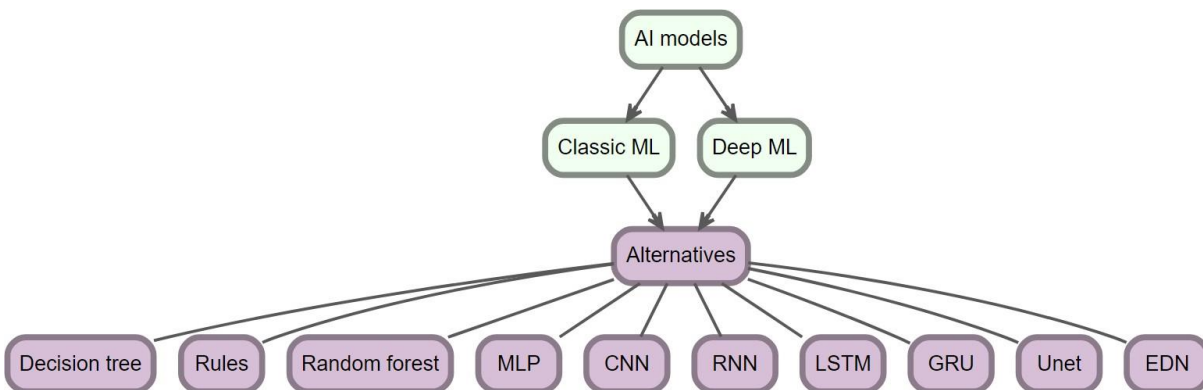 AI models
Classic ML
Deep ML
Alternatives
Decision tree
Rules
Random forest
MLP
CNN
RNN
LSTM
GRU
Unet
EDN